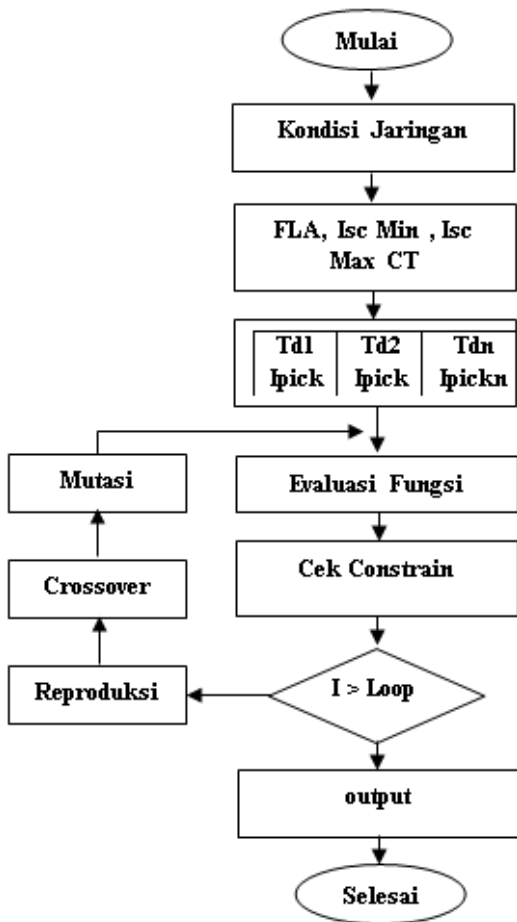 Mulai
Kondisi Jaringan
FLA, Isc Min , Isc
Max CT
Td1 Td2 Tdn
Ipick Ipick Ipickn
Mutasi
Evaluasi Fungsi
Crossover
Cek Constrain
Reproduksi
I > Loop
output
Selesai